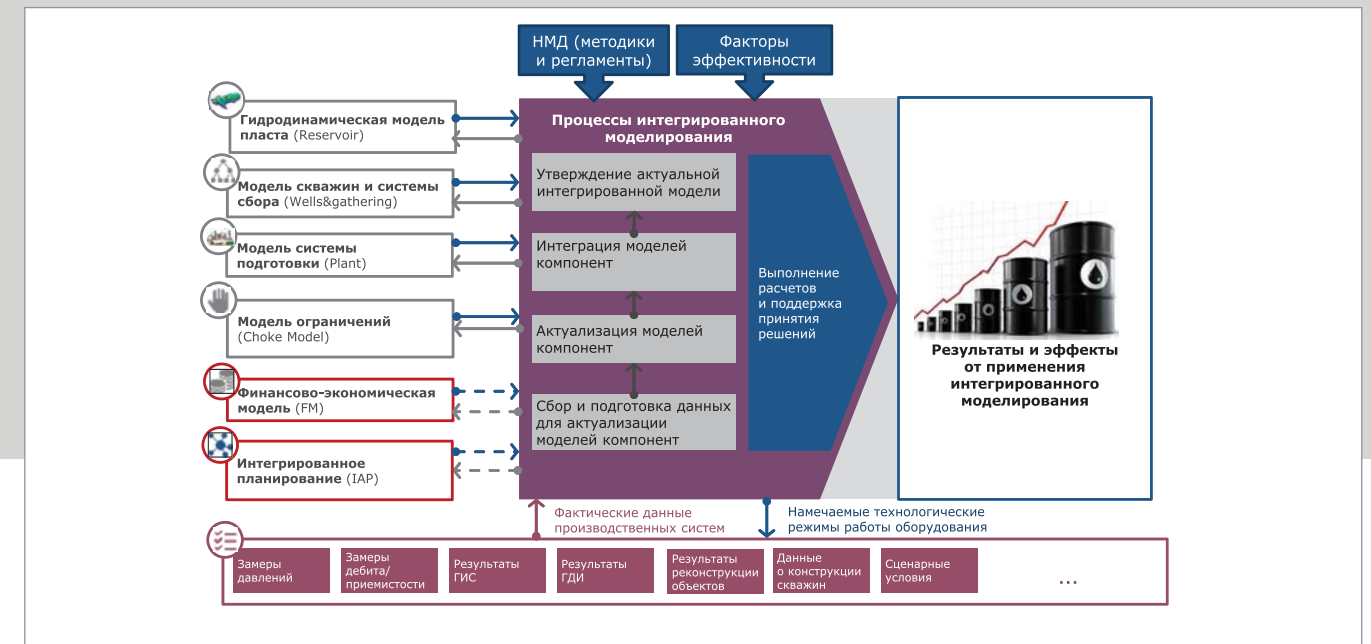 НМД (методики
и регламенты)
Факторы
эффективности
Гидродинамическая модель
пласта (Reservoir)
Модель скважин и системы
сбора (Wells&gathering)
Модель системы
подготовки (Plant)
Модель ограничений
(Choke Model)
Финансово-экономическая
модель (FM)
Интегрированное
планирование (IAP)
Процессы интегрированного
моделирования
Утверждение актуальной
интегрированной модели
Интеграция моделей
компонент
Актуализация моделей
компонент
Сбор и подготовка данных
для актуализации
моделей компонент
Выполнение
расчетов
и поддержка
принятия
решений
Результаты и эффекты
от применения
интегрированного
моделирования
Фактические данные
производственных систем
Намечаемые технологические
режимы работы оборудования
Замеры
давлений
Замеры
дебита/
приемистости
Результаты
ГИС
Результаты
ГДИ
Результаты
реконструкции
объектов
Данные
о конструкции
скважин
Сценарные
условия
...